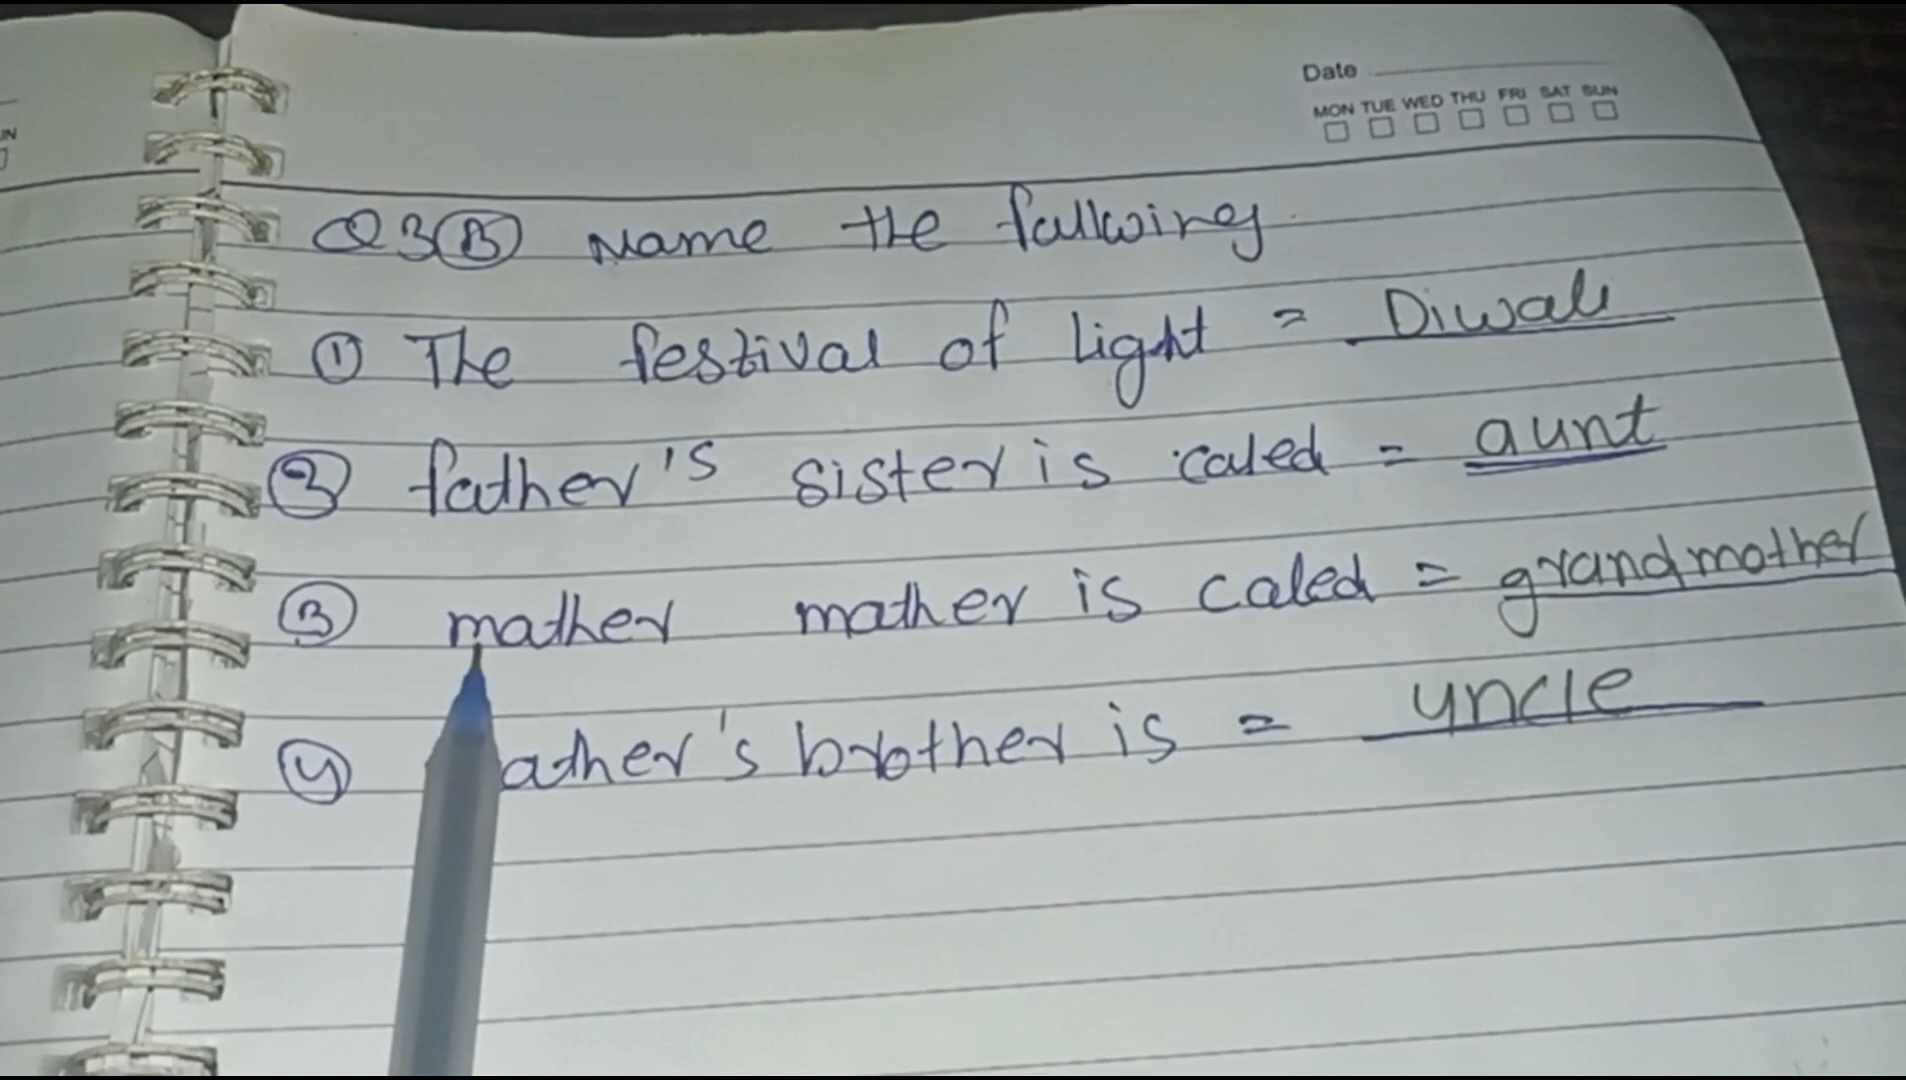 Date
MON TUE WED THU FRI SAT SUN
Q3(B) Name the fallwing
① The festival of Light = Diwali
② father's sister is caled = aunt
③ mather mather is caled = grandmother
④ ather's brother is = uncle